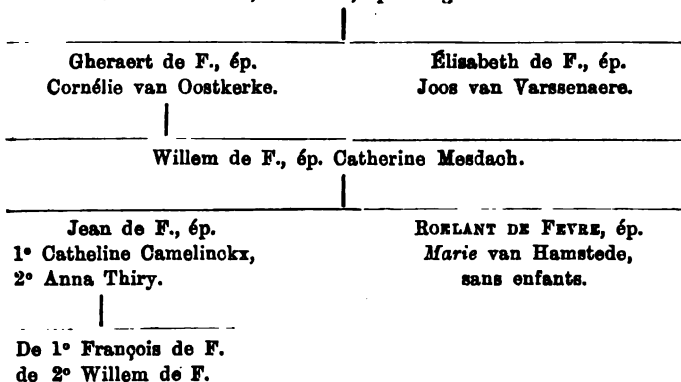 Gheraert de F., ép.
Cornélie van Oostkerke.
Élisabeth de F., ép.
Joos van Varssenaere.
Willem de F., ép. Catherine Mesdach.
Jean de F., ép.
1° Catheline Camelinckx,
2° Anna Thiry.
ROELANT DE FEVRE, ép.
Marie van Hamstede,
sans enfants.
De 1° François de F.
de 2° Willem de F.